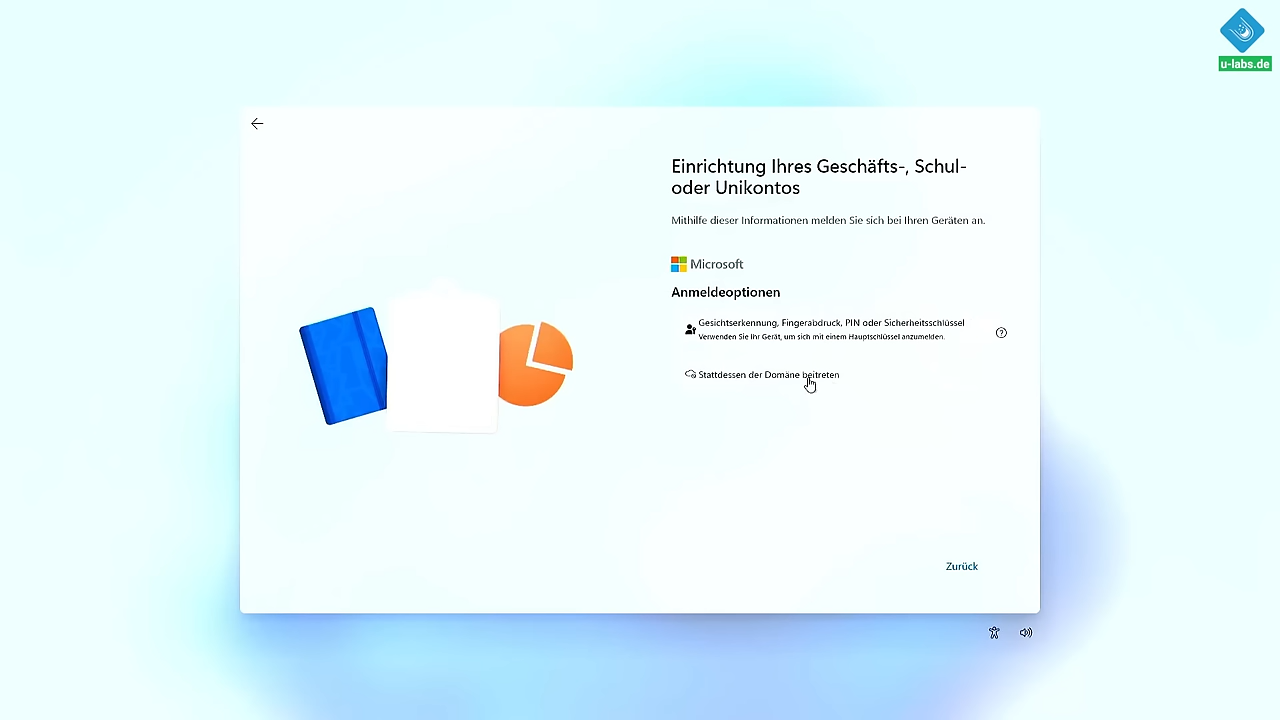 u-labs.de
Einrichtung Ihres Geschäfts-, Schul-
oder Unikontos
Mithilfe dieser Informationen melden Sie sich bei Ihren Geräten an.
Microsoft
Anmeldeoptionen
Gesichtserkennung, Fingerabdruck, PIN oder Sicherheitsschlüssel
Verwenden Sie Ihr Gerät, um sich mit einem Hauptschlüssel anzumelden.
Stattdessen der Domäne beitreten
Zurück